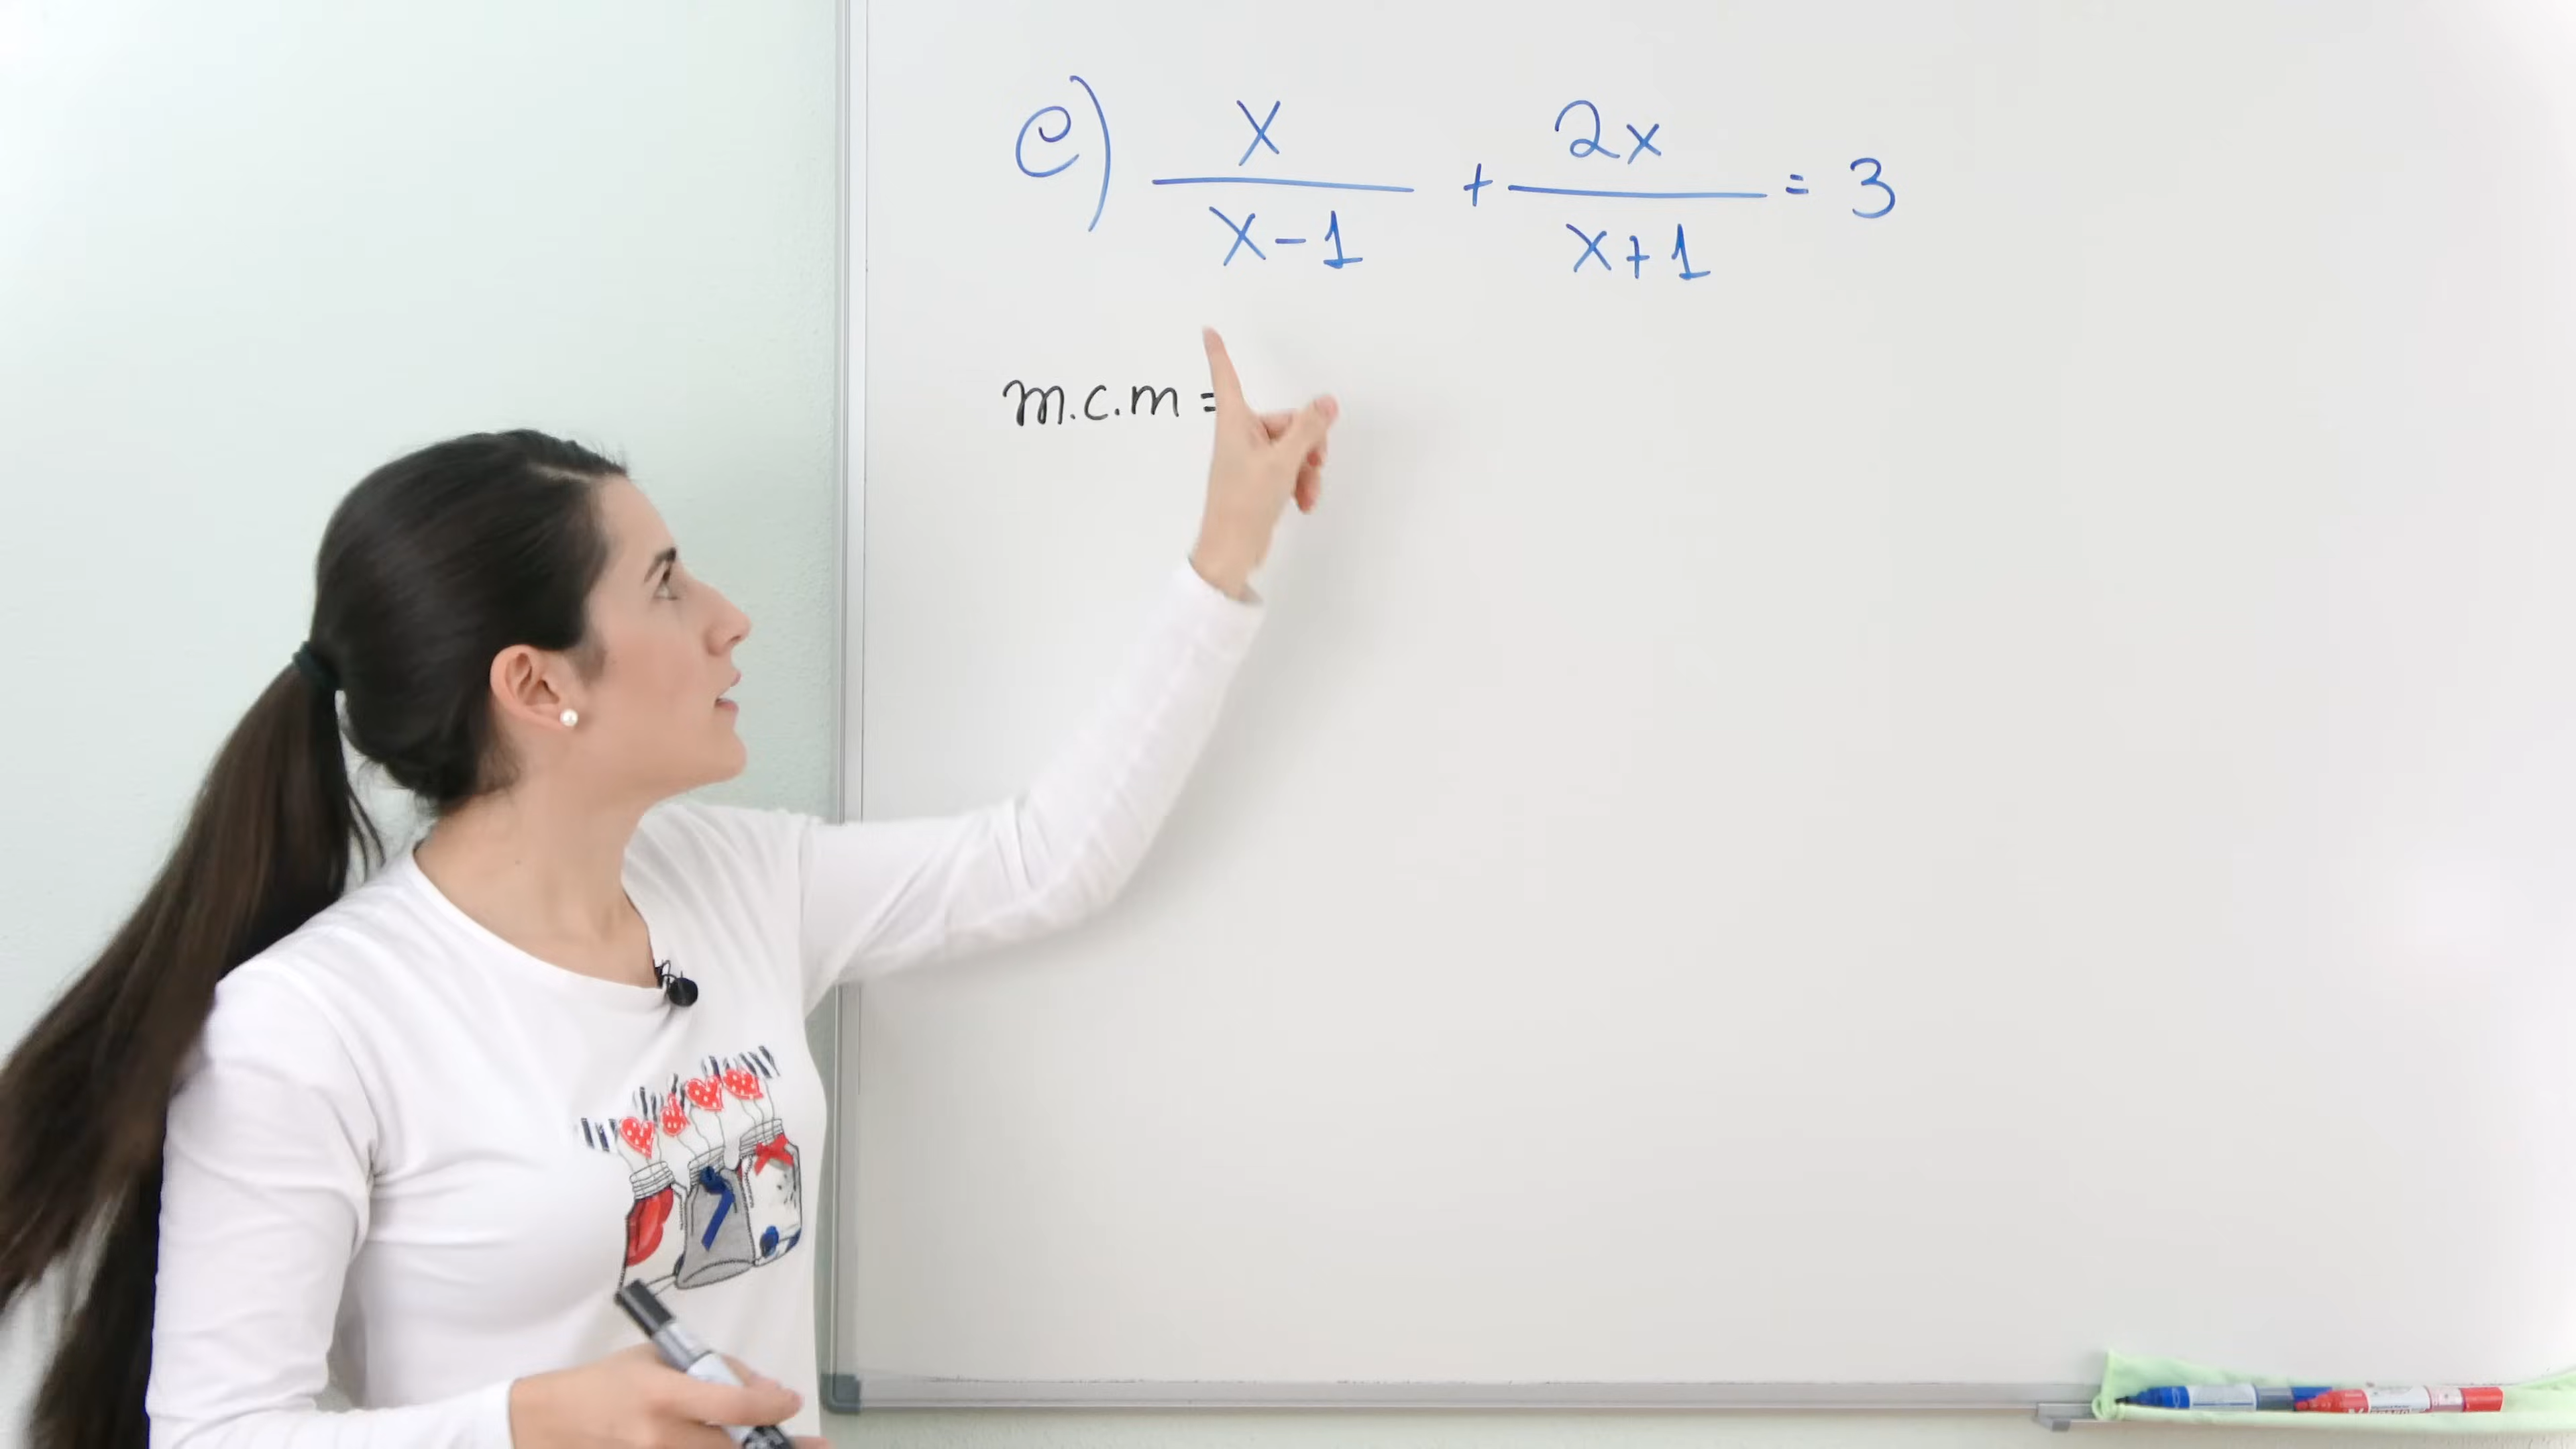 e) x/(x-1) + 2x/(x+1) = 3
m.c.m =